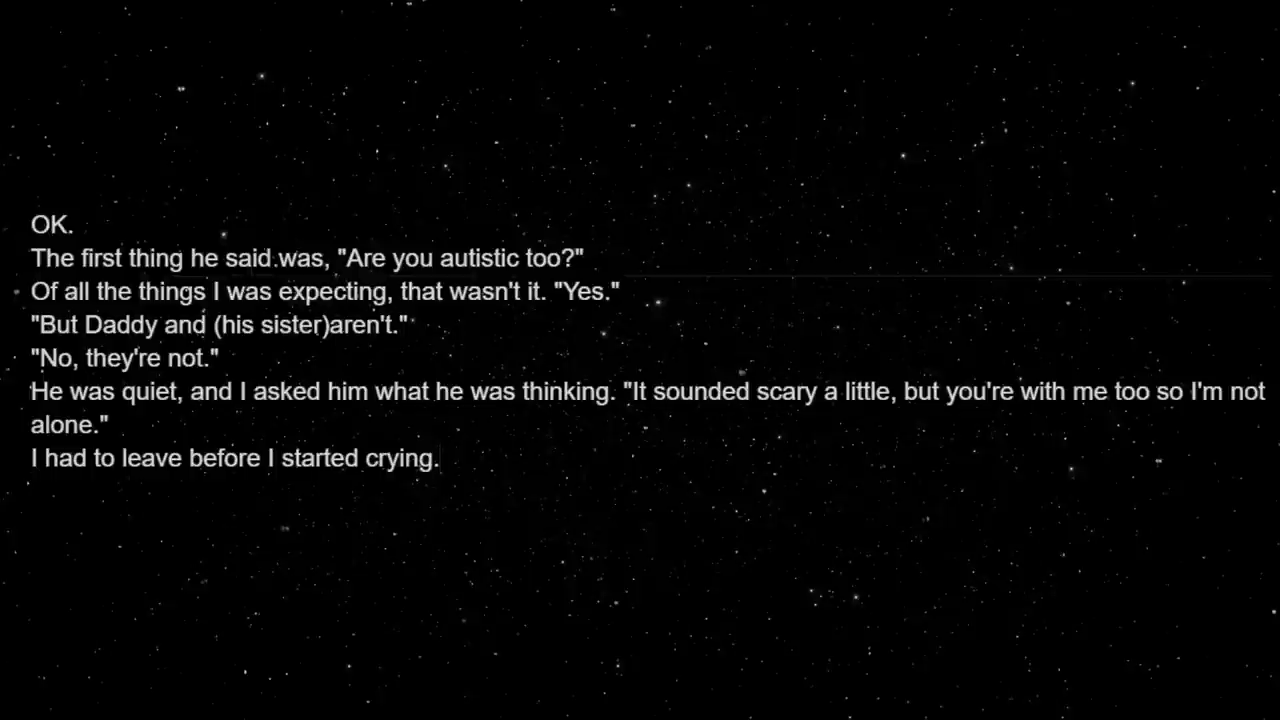 OK.
The first thing he said was, "Are you autistic too?"
Of all the things I was expecting, that wasn't it. "Yes."
"But Daddy and (his sister)aren't."
"No, they're not."
He was quiet, and I asked him what he was thinking. "It sounded scary a little, but you're with me too so I'm not
alone."
I had to leave before I started crying.